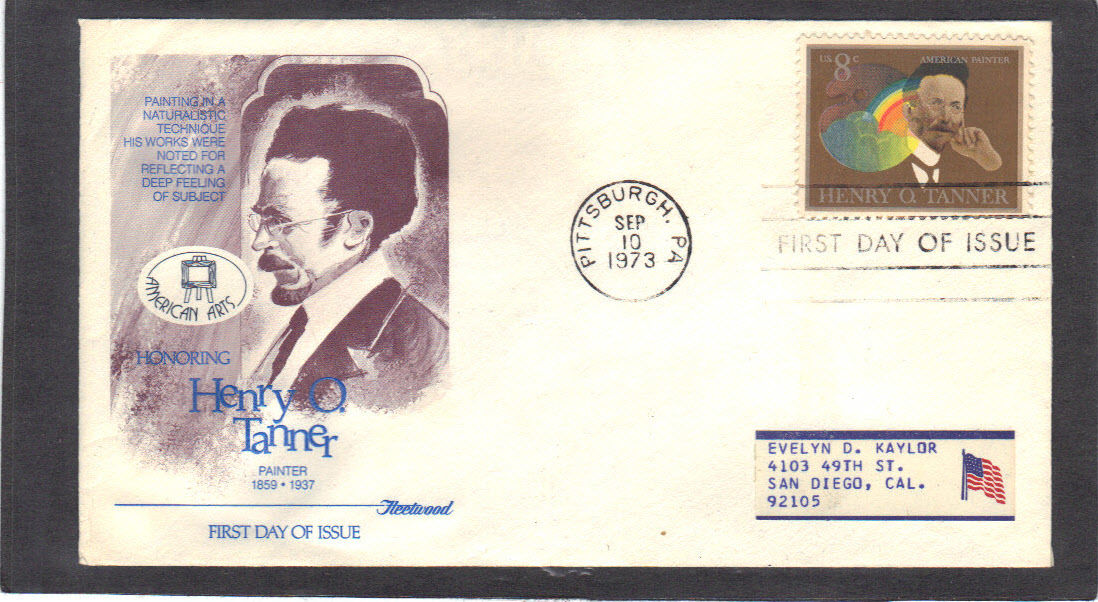 PAINTING IN A
NATURALISTIC
TECHNIQUE
HIS WORKS WERE
NOTED FOR
REFLECTING A
DEEP FEELING
OF SUBJECT
AMERICAN ARTS
HONORING
Henry O.
Tanner
PAINTER
1859 • 1937
Fleetwood
FIRST DAY OF ISSUE
PITTSBURGH, PA
SEP
10
1973
U.S. 8c
AMERICAN PAINTER
HENRY O. TANNER
FIRST DAY OF ISSUE
EVELYN D. KAYLOR
4103 49TH ST.
SAN DIEGO, CAL.
92105